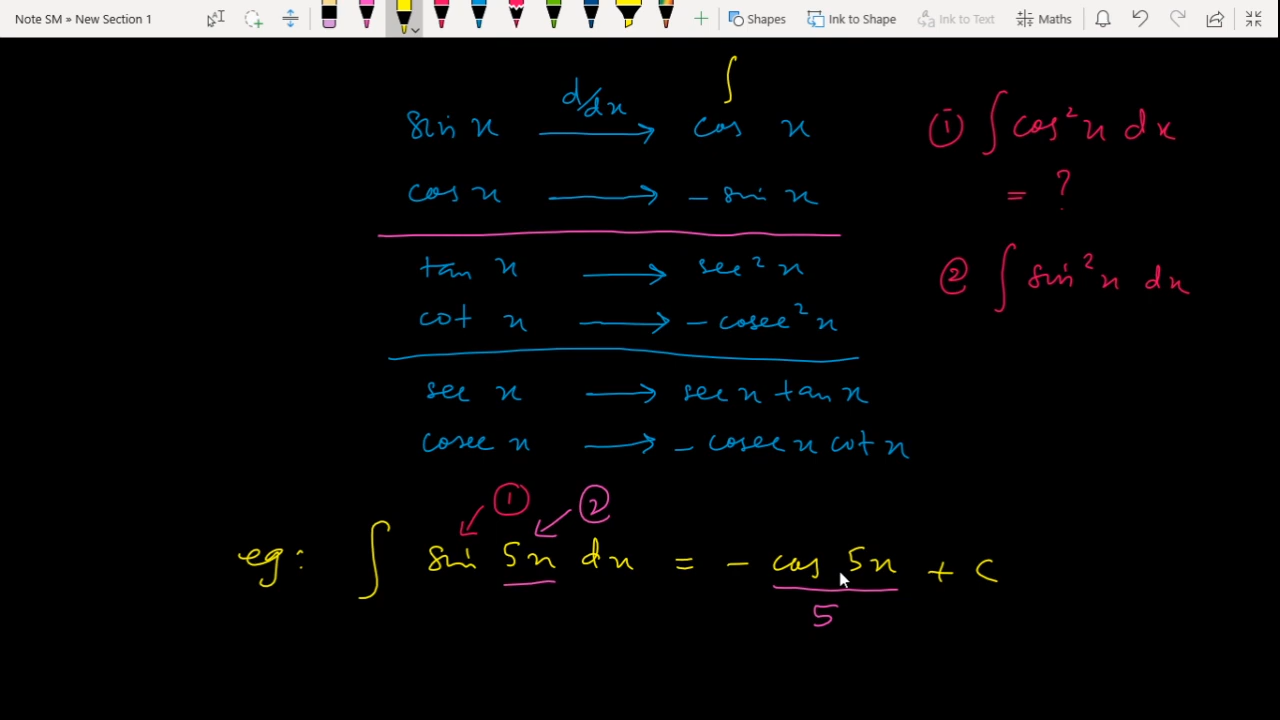 Note SM » New Section 1
Shapes
Ink to Shape
Ink to Text
Maths
∫
sin x d/dx → cos x
cos x → - sin x
tan x → sec² x
cot x → - cosec² x
sec x → sec x tan x
cosec x → - cosec x cot x
① ∫ cos² x dx
= ?
② ∫ sin² x dx
① ②
eg: ∫ sin 5x dx = - cos 5x + c
5